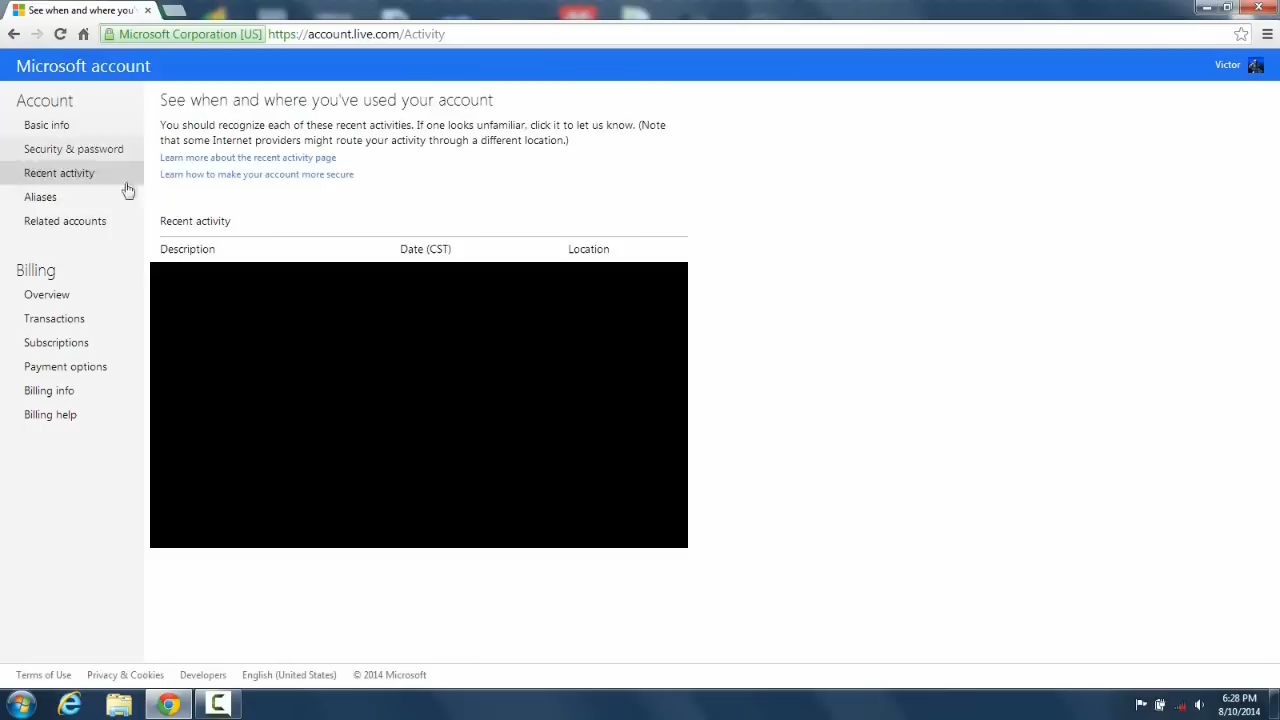 See when and where you'
Microsoft Corporation [US] https://account.live.com/Activity
Microsoft account
Victor
Account
Basic info
Security & password
Recent activity
Aliases
Related accounts
Billing
Overview
Transactions
Subscriptions
Payment options
Billing info
Billing help
See when and where you've used your account
You should recognize each of these recent activities. If one looks unfamiliar, click it to let us know. (Note
that some Internet providers might route your activity through a different location.)
Learn more about the recent activity page
Learn how to make your account more secure
Recent activity
Description Date (CST) Location
Terms of Use Privacy & Cookies Developers English (United States) © 2014 Microsoft
6:28 PM
8/10/2014